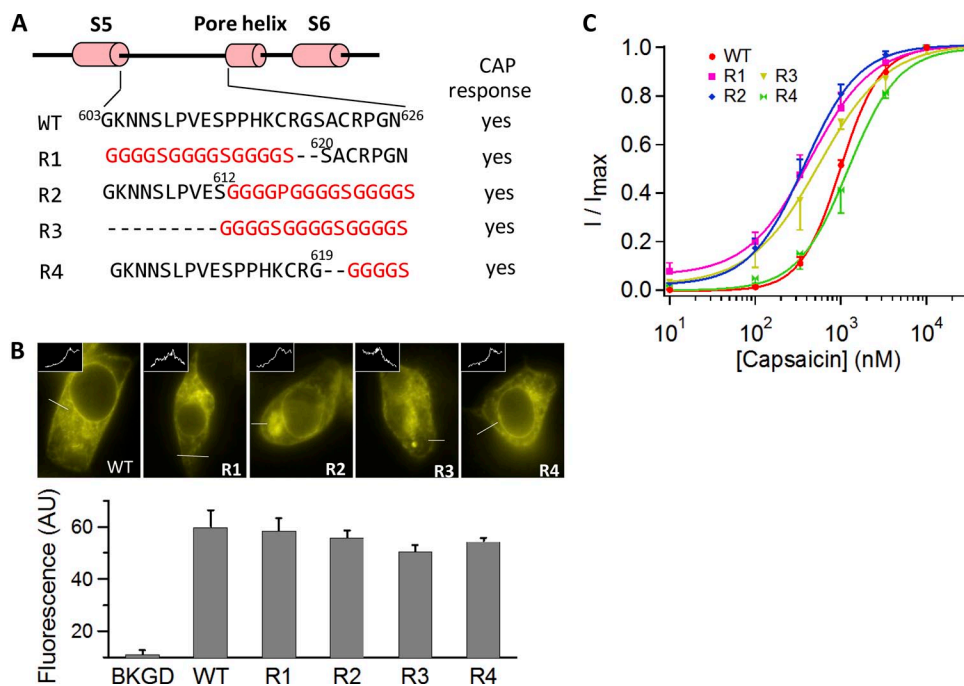 A
S5
Pore helix
S6
CAP
response
WT
603GKNNSLPVESPPHKCRGSACRPGN626
yes
R1
GGGGSGGGGSGGGGS--SACRPGN
620
yes
R2
GKNNSLPVESGGGGPGGGGSGGGGS
612
yes
R3
----------GGGGSGGGGSGGGGS
yes
R4
GKNNSLPVESPPHKCRG--GGGGS
619
yes
B
WT
R1
R2
R3
R4
Fluorescence (AU)
60
40
20
BKGD
WT
R1
R2
R3
R4
C
I / Imax
1.0
0.8
0.6
0.4
0.2
0.0
WT
R1
R3
R2
R4
10¹
10²
10³
10⁴
[Capsaicin] (nM)